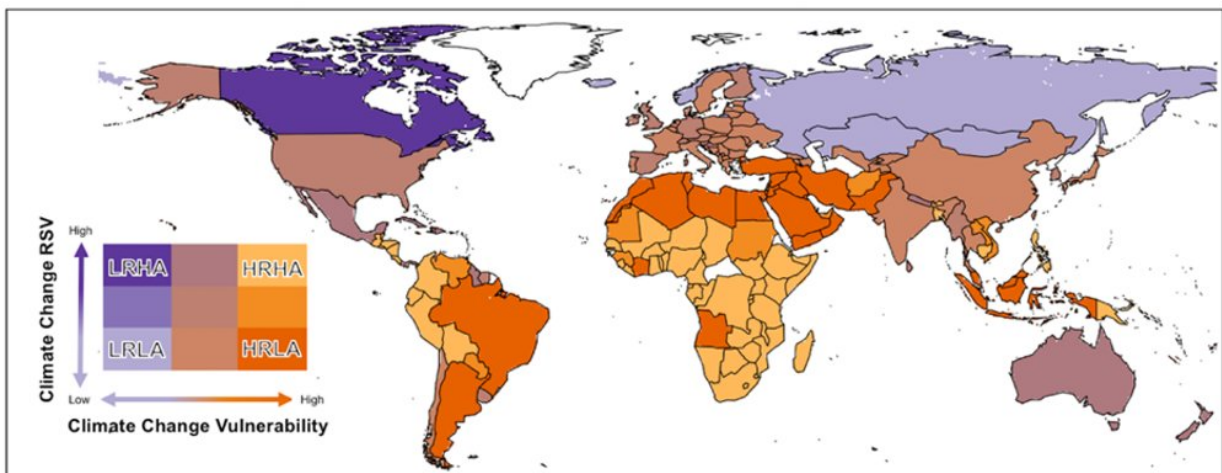 Climate Change RSV
High
Low
LRHA
HRHA
LRLA
HRLA
High
Climate Change Vulnerability